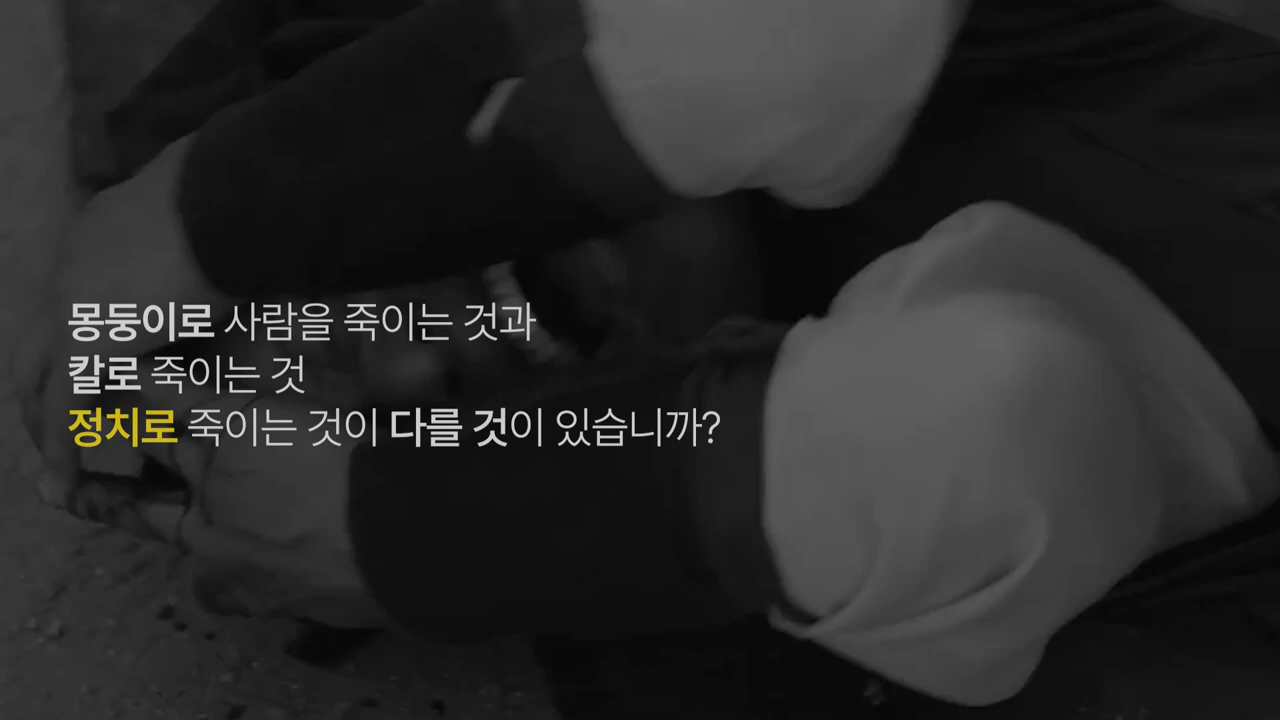 몽둥이로 사람을 죽이는 것과
칼로 죽이는 것
정치로 죽이는 것이 다를 것이 있습니까?